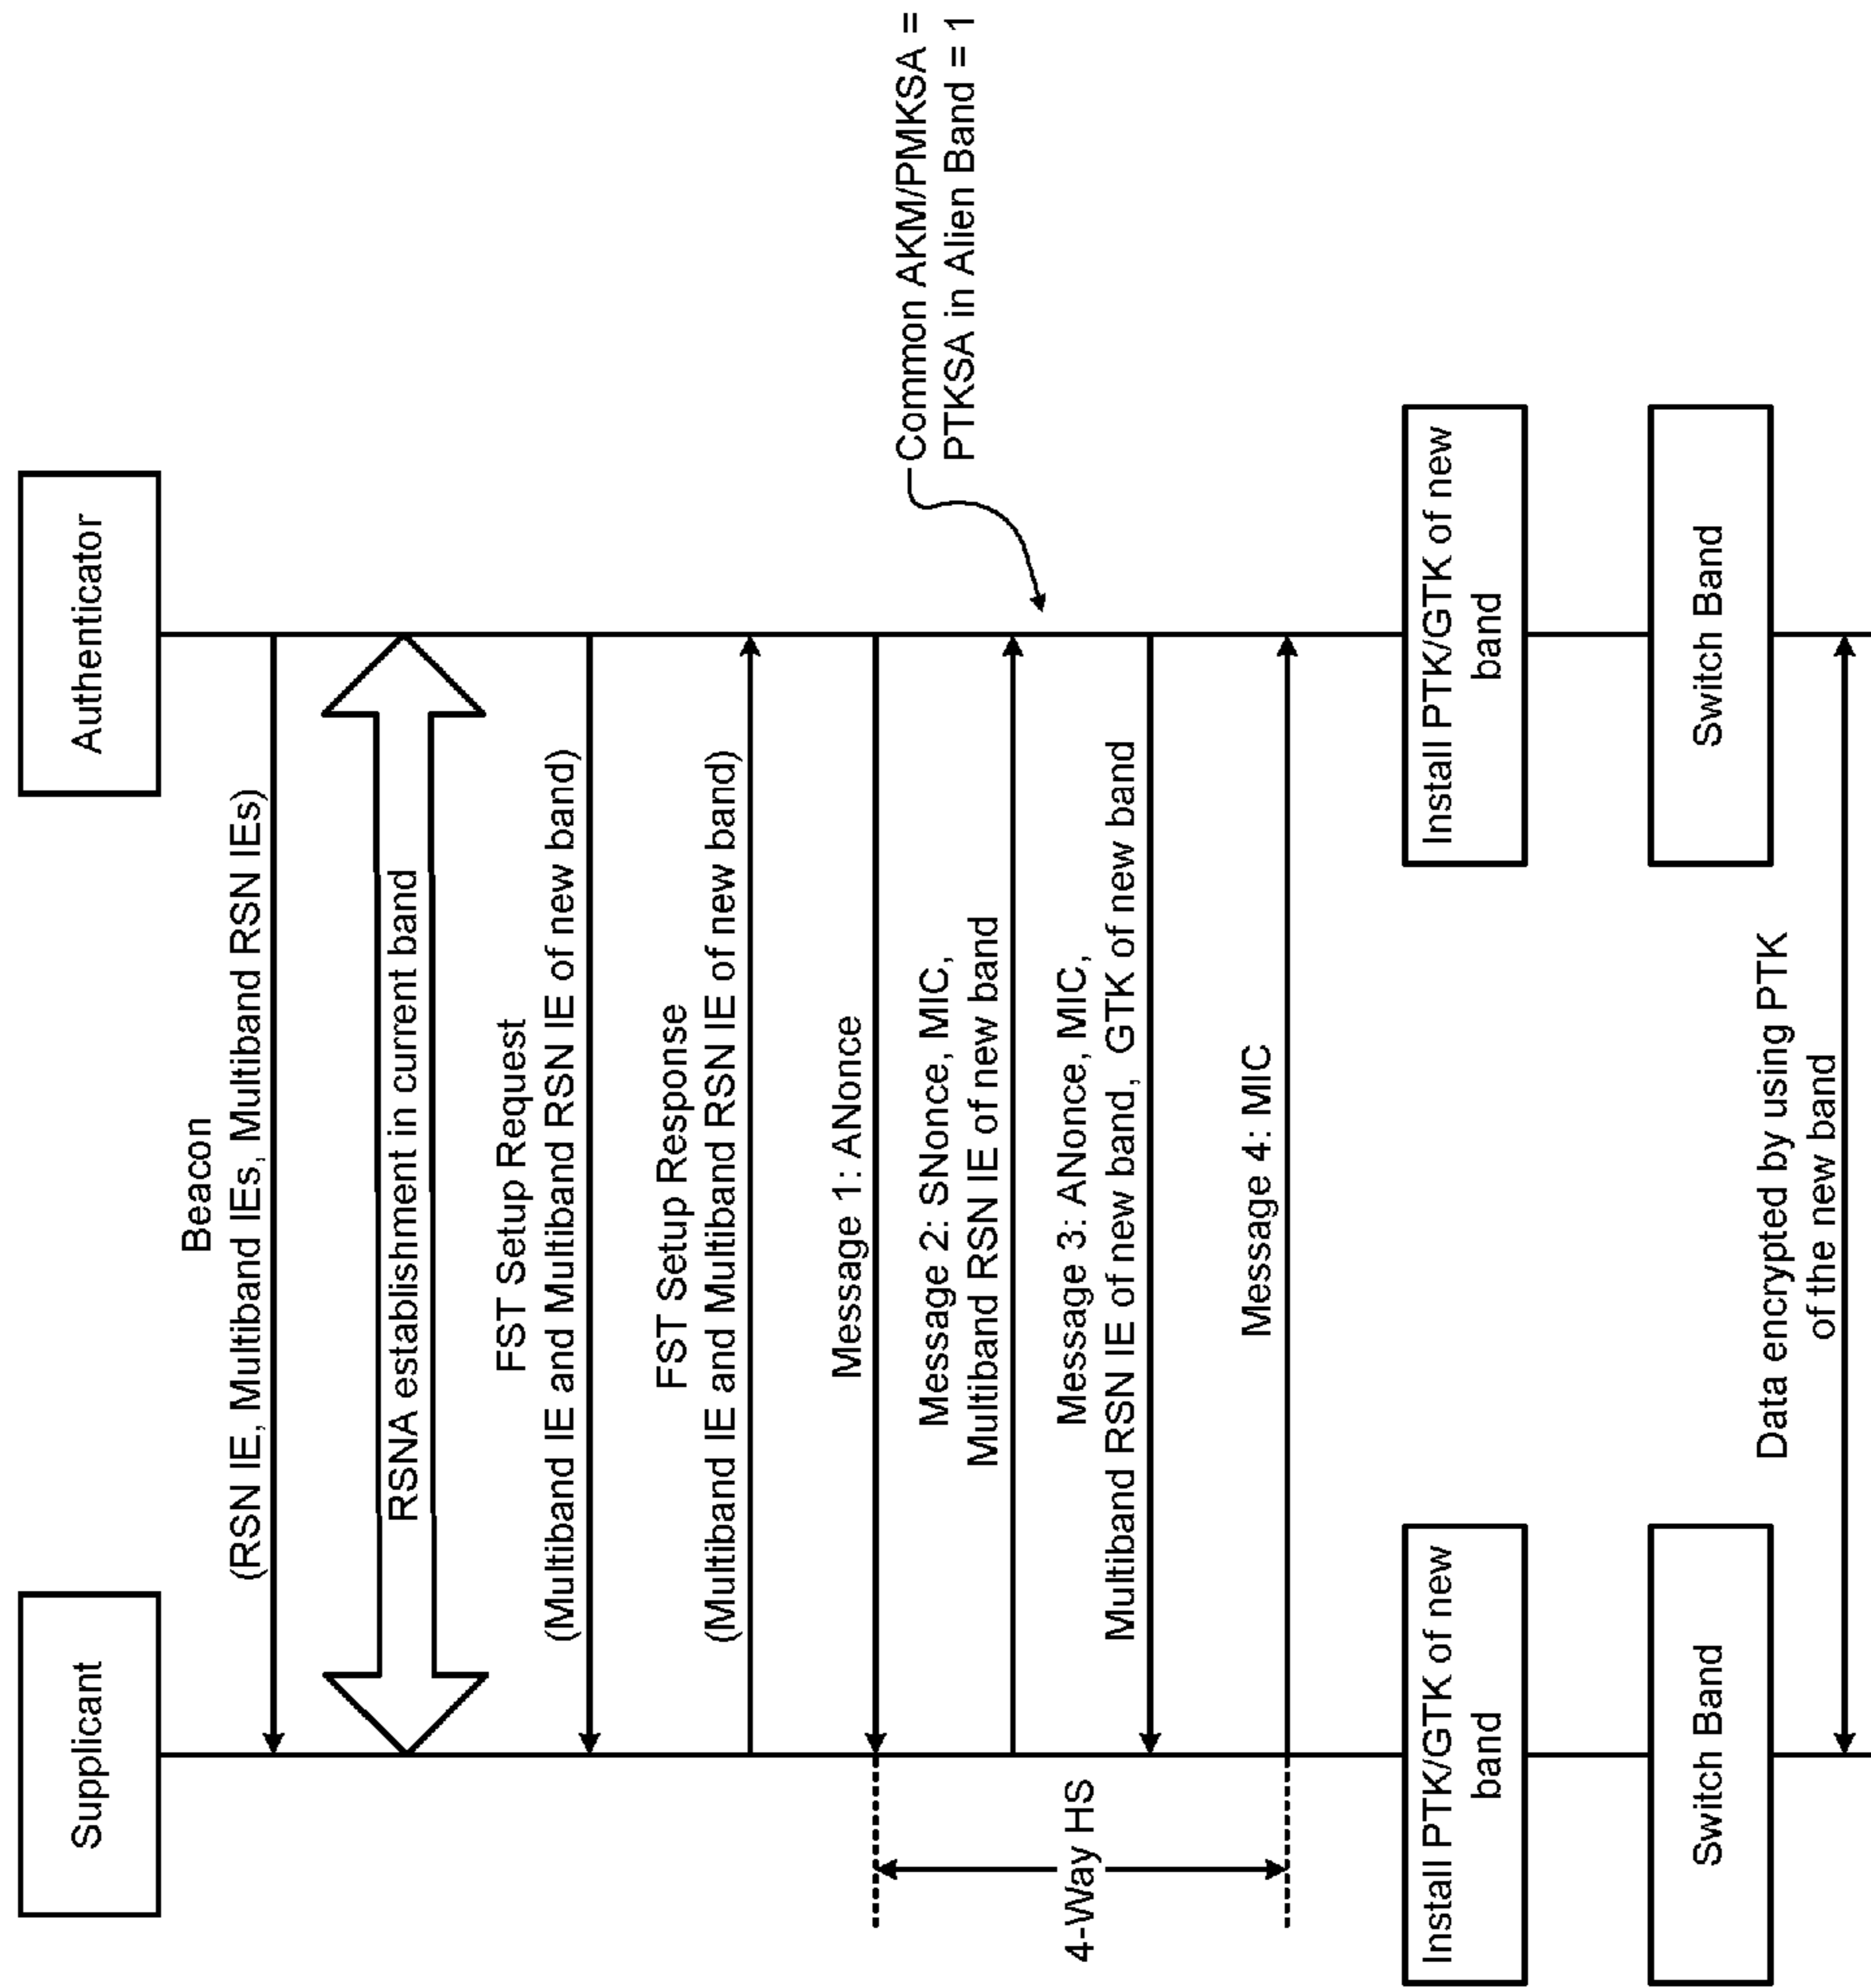 Supplicant
Authenticator
Beacon
(RSN IE, Multiband IEs, Multiband RSN IEs)
RSNA establishment in current band
FST Setup Request
(Multiband IE and Multiband RSN IE of new band)
FST Setup Response
(Multiband IE and Multiband RSN IE of new band)
Message 1: ANonce
4-Way HS
Message 2: SNonce, MIC,
Multiband RSN IE of new band
Common AKM/PMKSA =
PTKSA in Alien Band = 1
Message 3: ANonce, MIC,
Multiband RSN IE of new band, GTK of new band
Message 4: MIC
Install PTK/GTK of new
band
Install PTK/GTK of new
band
Switch Band
Switch Band
Data encrypted by using PTK
of the new band